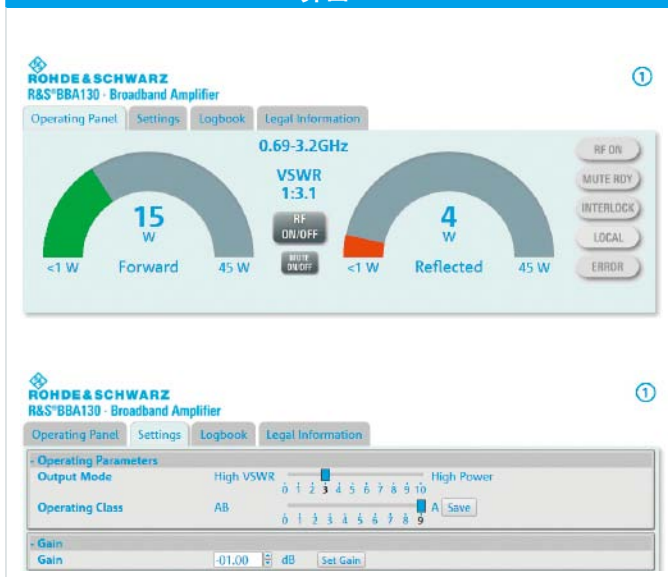 ROHDE & SCHWARZ
R&S®BBA130 - Broadband Amplifier
①
Operating Panel Settings Logbook Legal Information
0.69-3.2GHz
VSWR
1:3.1
15
W
<1 W Forward 45 W
RF
ON/OFF
MUTE
ON/OFF
4
W
<1 W Reflected 45 W
RF ON
MUTE RDY
INTERLOCK
LOCAL
ERROR
ROHDE & SCHWARZ
R&S®BBA130 - Broadband Amplifier
①
Operating Panel Settings Logbook Legal Information
- Operating Parameters
Output Mode High VSWR High Power
0 1 2 3 4 5 6 7 8 9 10
Operating Class AB A Save
0 1 2 3 4 5 6 7 8 9
- Gain
Gain -01.00 dB Set Gain